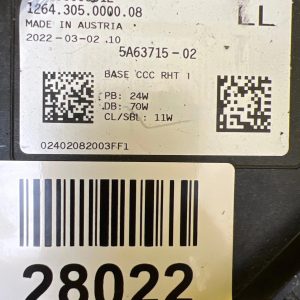 1264.305.0000.08
LL
MADE IN AUSTRIA
2022-03-02 10
5A63715-02
BASE CCC RHT I
PB: 24W
DB: 70W
CL/SBL: 11W
02402082003FF1
28022